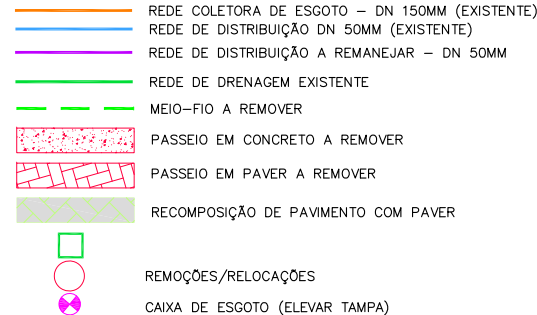 REDE COLETORA DE ESGOTO – DN 150MM (EXISTENTE)
REDE DE DISTRIBUIÇÃO DN 50MM (EXISTENTE)
REDE DE DISTRIBUIÇÃO A REMANEJAR – DN 50MM
REDE DE DRENAGEM EXISTENTE
MEIO-FIO A REMOVER
PASSEIO EM CONCRETO A REMOVER
PASSEIO EM PAVER A REMOVER
RECOMPOSIÇÃO DE PAVIMENTO COM PAVER
REMOÇÕES/RELOCAÇÕES
CAIXA DE ESGOTO (ELEVAR TAMPA)